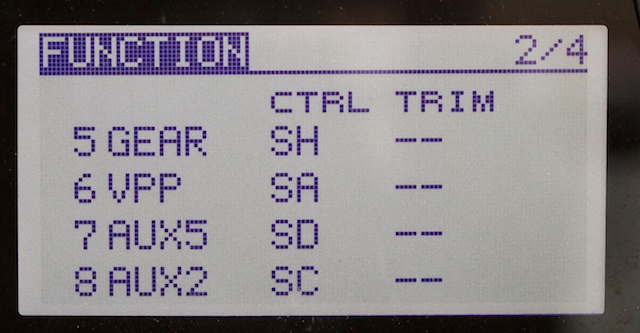 FUNCTION 2/4
CTRL TRIM
5 GEAR SH --
6 VPP SA --
7 AUX5 SD --
8 AUX2 SC --